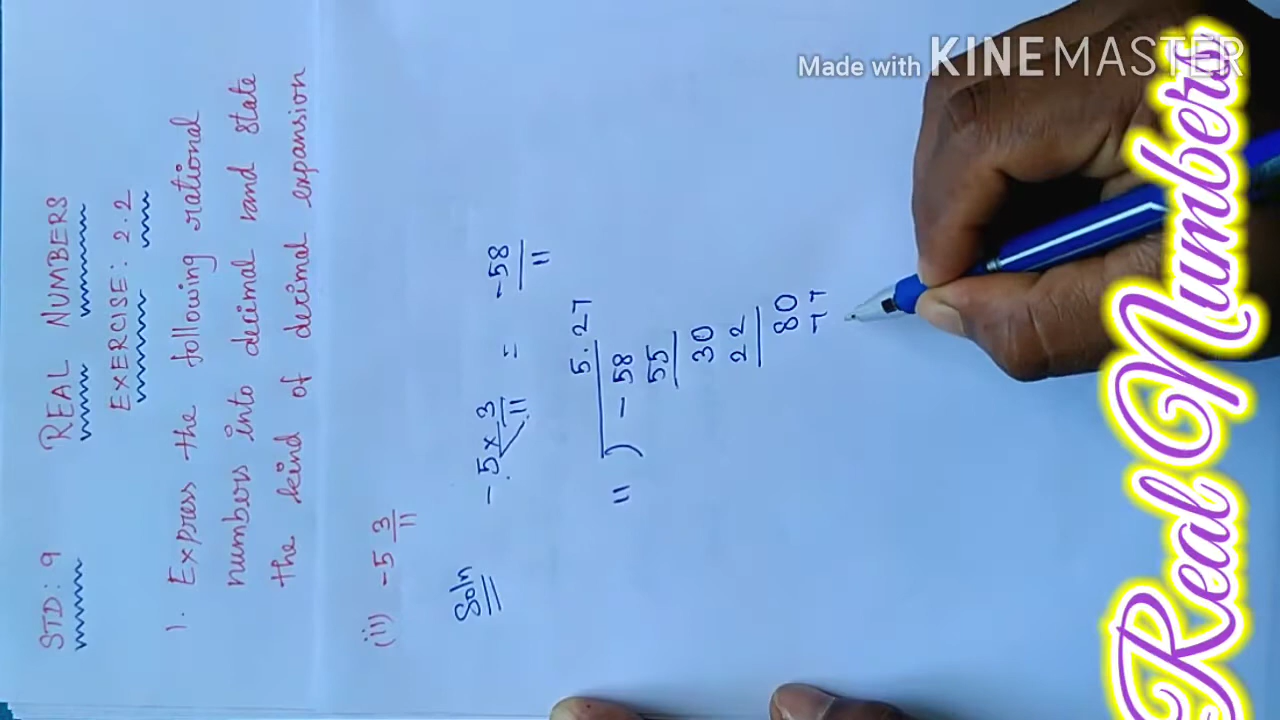 STD: 9 REAL NUMBERS
EXERCISE: 2.2
1. Express the following rational
numbers into decimal and state
the kind of decimal expansion
(ii) -5 3/11
Soln -5 × 3/11 = -58/11
5.27
11 ) -58
55
30
22
80
77
Made with KINEMASTER
Real Numbers